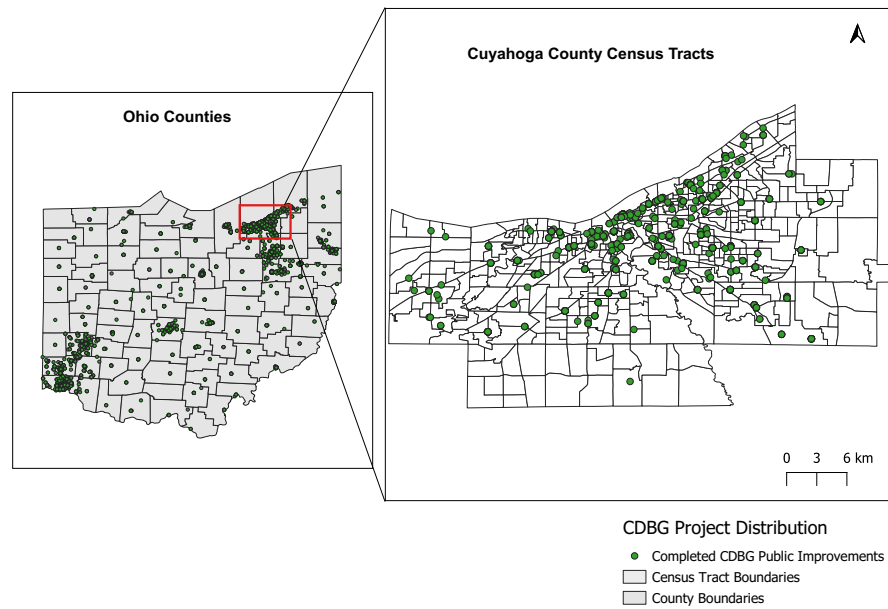 Cuyahoga County Census Tracts
Ohio Counties
0 3 6 km
CDBG Project Distribution
Completed CDBG Public Improvements
Census Tract Boundaries
County Boundaries